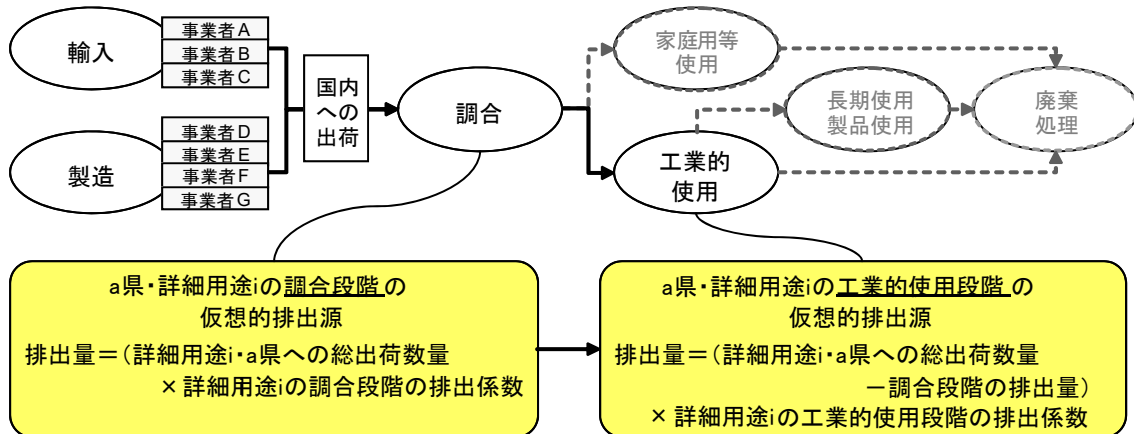 輸入
事業者A
事業者B
事業者C
製造
事業者D
事業者E
事業者F
事業者G
国内
への
出荷
調合
家庭用等
使用
工業的
使用
長期使用
製品使用
廃棄
処理
a県・詳細用途iの調合段階の
仮想的排出源
排出量＝(詳細用途i・a県への総出荷数量
×詳細用途iの調合段階の排出係数
a県・詳細用途iの工業的使用段階の
仮想的排出源
排出量＝(詳細用途i・a県への総出荷数量
－調合段階の排出量)
×詳細用途iの工業的使用段階の排出係数